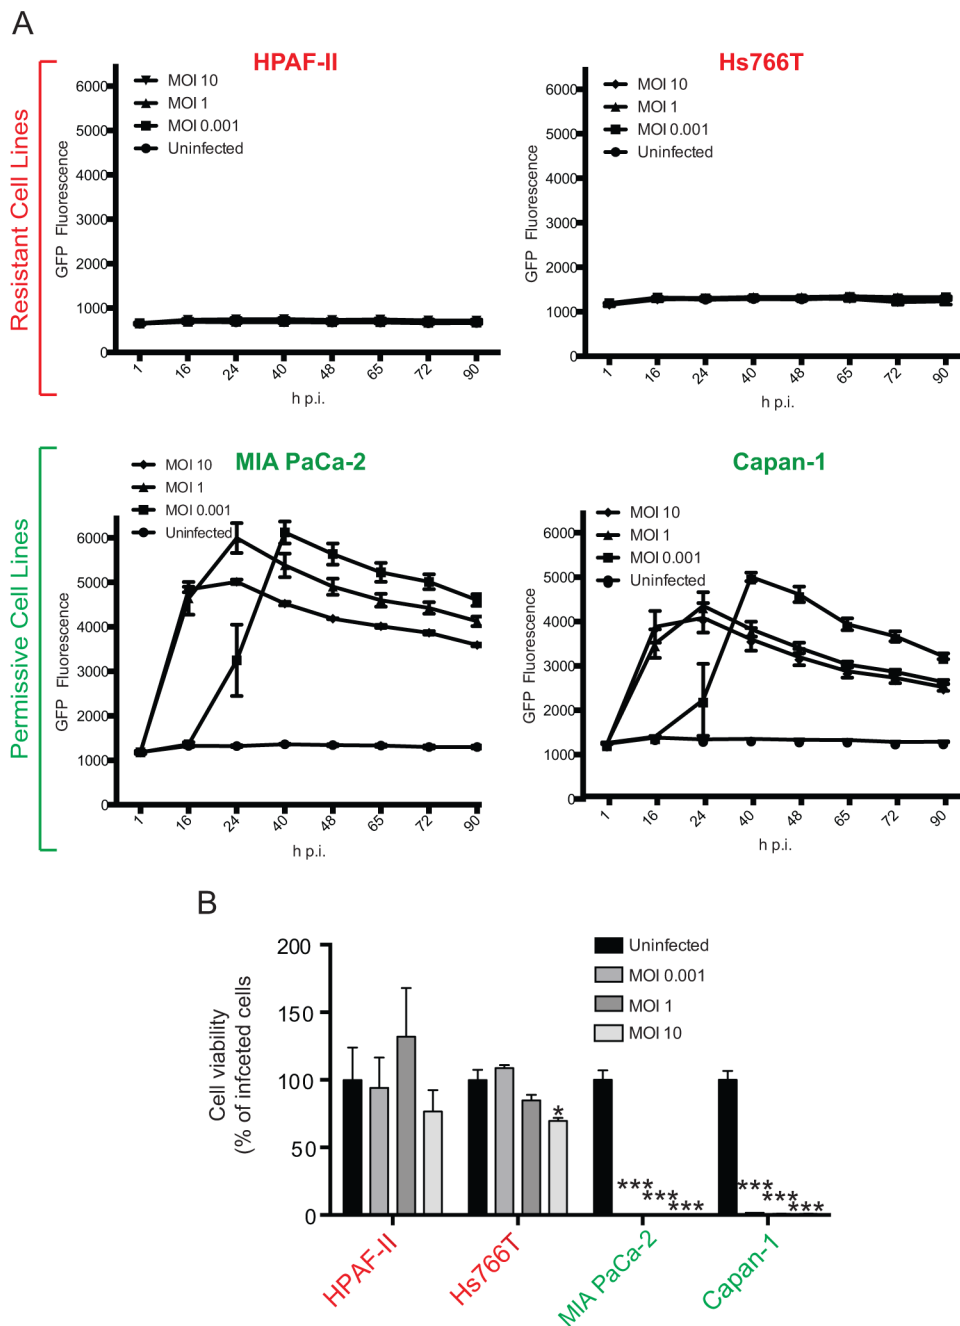 A
Resistant Cell Lines
HPAF-II
MOI 10
MOI 1
MOI 0.001
Uninfected
GFP Fluorescence
6000
5000
4000
3000
2000
1000
0
1 16 24 40 48 65 72 90
h p.i.
Hs766T
MOI 10
MOI 1
MOI 0.001
Uninfected
GFP Fluorescence
6000
5000
4000
3000
2000
1000
0
1 16 24 40 48 65 72 90
h p.i.
Permissive Cell Lines
MIA PaCa-2
MOI 10
MOI 1
MOI 0.001
Uninfected
GFP Fluorescence
6000
5000
4000
3000
2000
1000
0
1 16 24 40 48 65 72 90
h p.i.
Capan-1
MOI 10
MOI 1
MOI 0.001
Uninfected
GFP Fluorescence
6000
5000
4000
3000
2000
1000
0
1 16 24 40 48 65 72 90
h p.i.
B
Cell viability
(% of infceted cells
200
150
100
50
0
Uninfected
MOI 0.001
MOI 1
MOI 10
*
***
***
***
***
***
***
HPAF-II
Hs766T
MIA PaCa-2
Capan-1